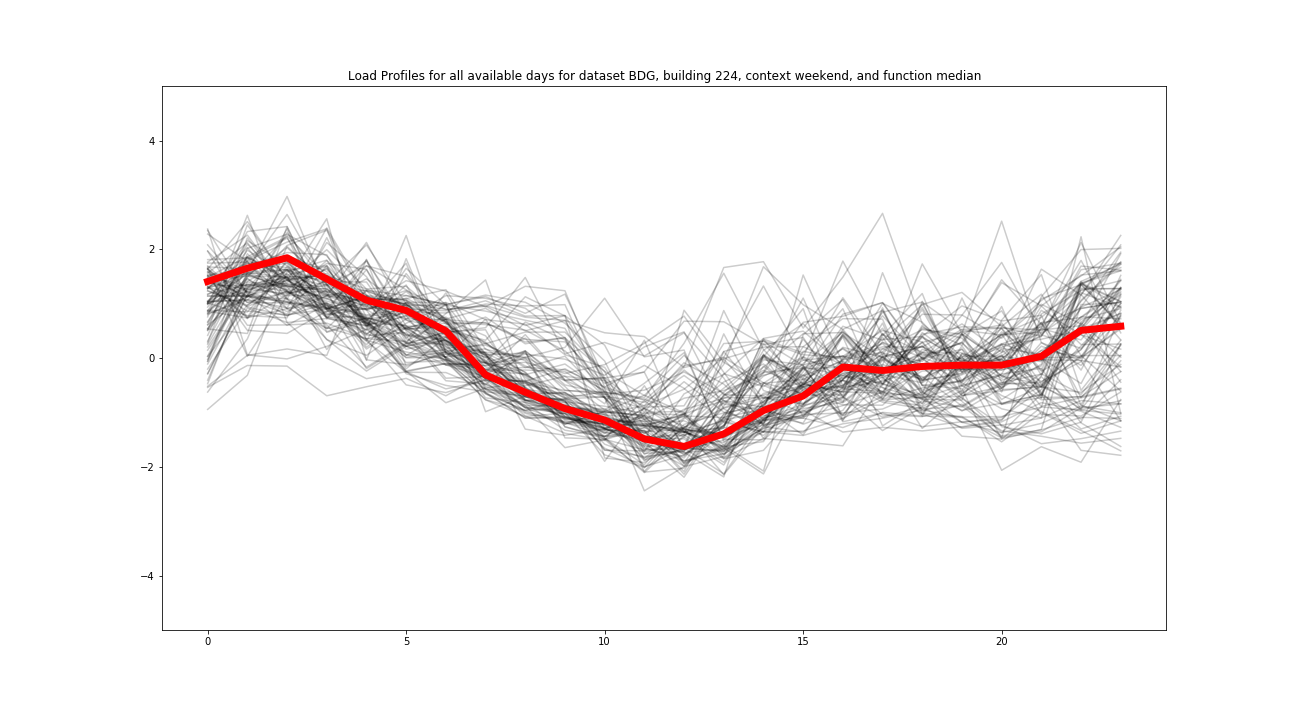 Load Profiles for all available days for dataset BDG, building 224, context weekend, and function median
4
2
0
−2
−4
0 5 10 15 20